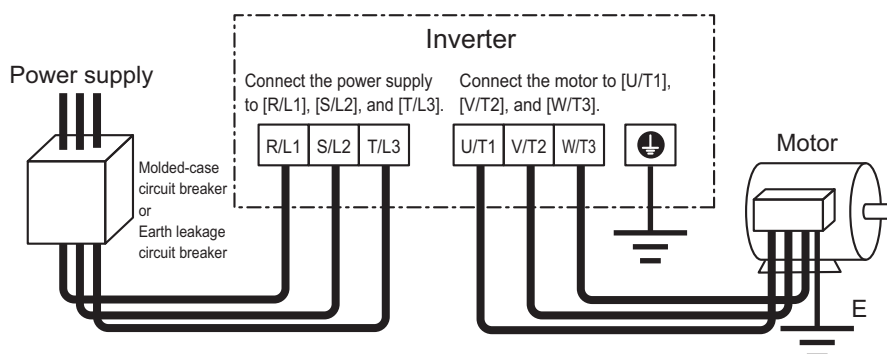 Inverter
Power supply
Connect the power supply
to [R/L1], [S/L2], and [T/L3].
Connect the motor to [U/T1],
[V/T2], and [W/T3].
R/L1 S/L2 T/L3
U/T1 V/T2 W/T3
Motor
Molded-case
circuit breaker
or
Earth leakage
circuit breaker
E